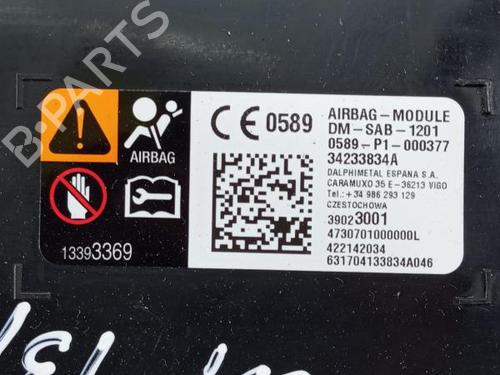 B-PARTS
AIRBAG
13393369
CE 0589
AIRBAG-MODULE
DM-SAB-1201
0589-P1-000377
34233834A
DALPHIMETAL ESPANA S.A.
CARAMUXO 35 E-36213 VIGO
Tel.:+34 986 293 129
CZESTOCHOWA
39023001
4730701000000L
422142034
631704133834A046